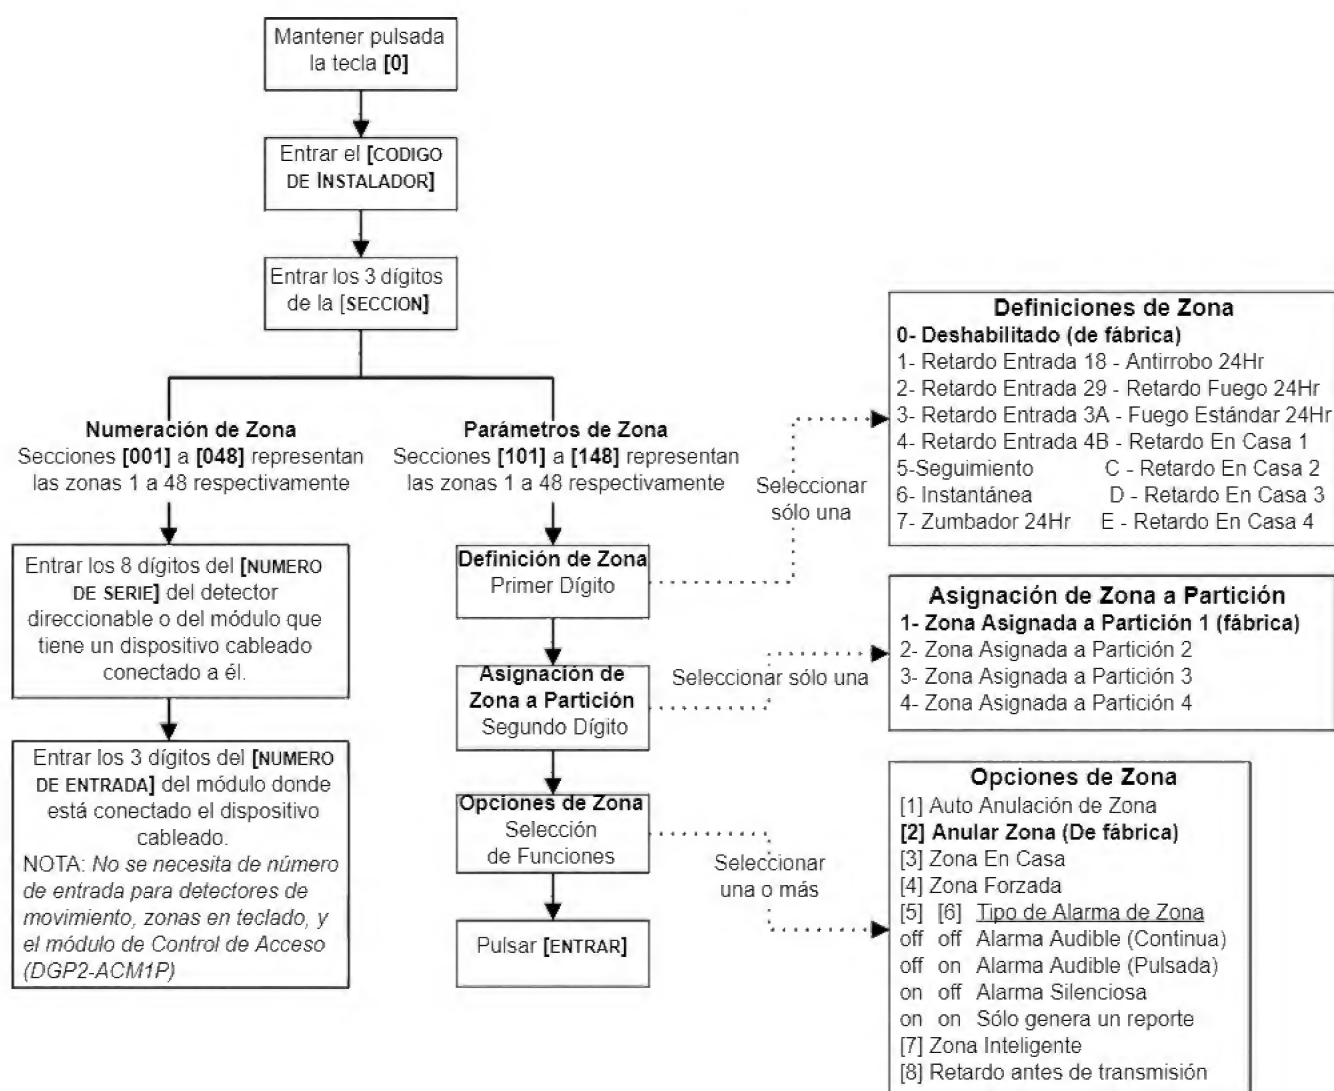 Mantener pulsada
la tecla [0]
Entrar el [CODIGO
DE INSTALADOR]
Entrar los 3 dígitos
de la [SECCION]
Numeración de Zona
Secciones [001] a [048] representan
las zonas 1 a 48 respectivamente
Entrar los 8 dígitos del [NUMERO
DE SERIE] del detector
direccionable o del módulo que
tiene un dispositivo cableado
conectado a él.
Entrar los 3 dígitos del [NUMERO
DE ENTRADA] del módulo donde
está conectado el dispositivo
cableado.
NOTA: No se necesita de número
de entrada para detectores de
movimiento, zonas en teclado, y
el módulo de Control de Acceso
(DGP2-ACM1P)
Parámetros de Zona
Secciones [101] a [148] representan
las zonas 1 a 48 respectivamente
Definición de Zona
Primer Dígito
Asignación de
Zona a Partición
Segundo Dígito
Opciones de Zona
Selección
de Funciones
Pulsar [ENTRAR]
Seleccionar
sólo una
Definiciones de Zona
0- Deshabilitado (de fábrica)
1- Retardo Entrada 18 - Antirrobo 24Hr
2- Retardo Entrada 29 - Retardo Fuego 24Hr
3- Retardo Entrada 3A - Fuego Estándar 24Hr
4- Retardo Entrada 4B - Retardo En Casa 1
5-Seguimiento C - Retardo En Casa 2
6- Instantánea D - Retardo En Casa 3
7- Zumbador 24Hr E - Retardo En Casa 4
Seleccionar sólo una
Asignación de Zona a Partición
1- Zona Asignada a Partición 1 (fábrica)
2- Zona Asignada a Partición 2
3- Zona Asignada a Partición 3
4- Zona Asignada a Partición 4
Seleccionar
una o más
Opciones de Zona
[1] Auto Anulación de Zona
[2] Anular Zona (De fábrica)
[3] Zona En Casa
[4] Zona Forzada
[5] [6] Tipo de Alarma de Zona
off off Alarma Audible (Continua)
off on Alarma Audible (Pulsada)
on off Alarma Silenciosa
on on Sólo genera un reporte
[7] Zona Inteligente
[8] Retardo antes de transmisión